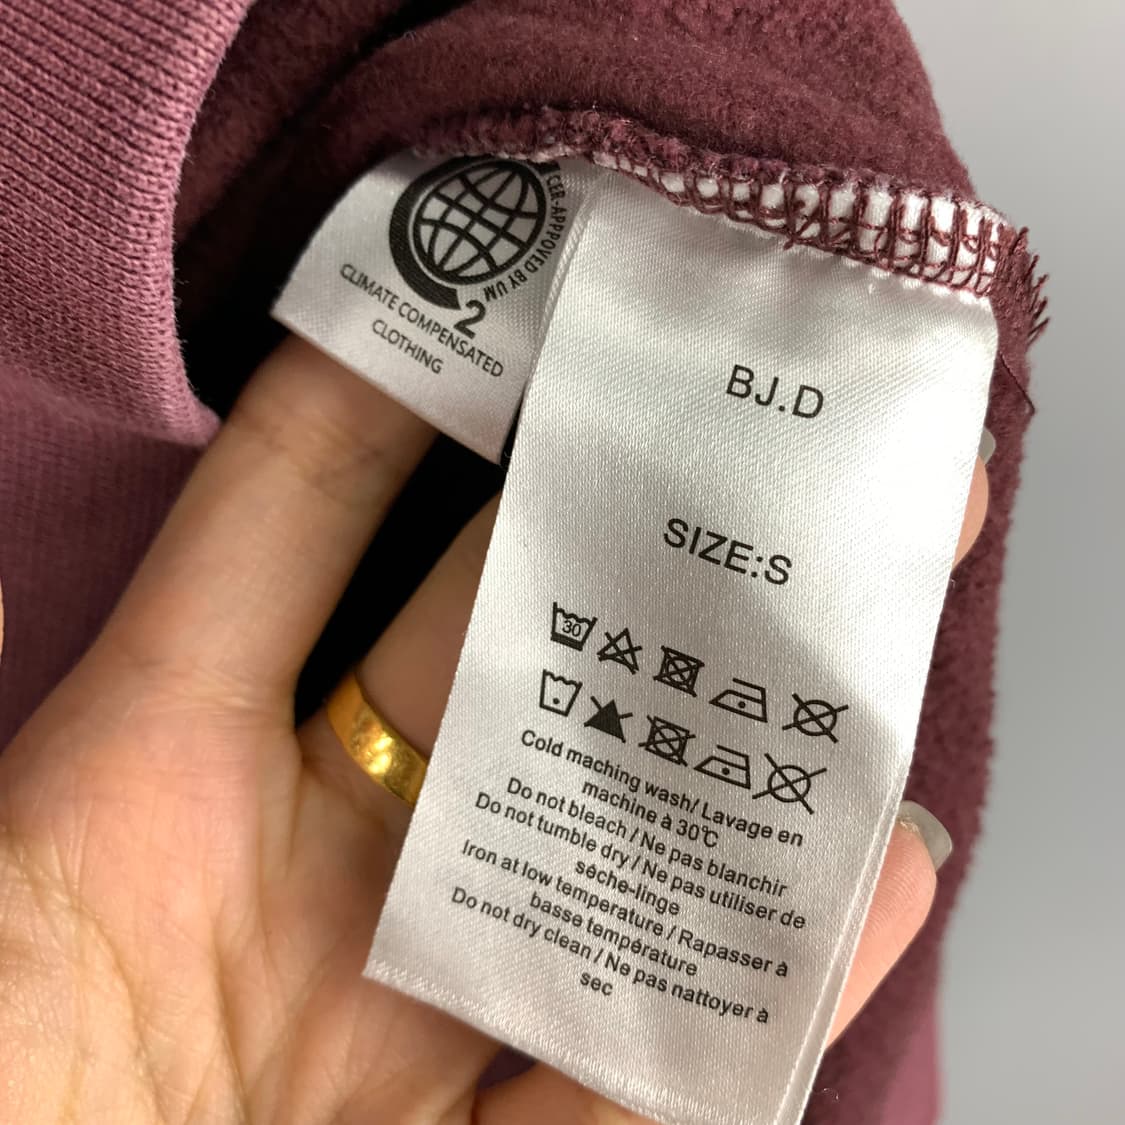 CER-APPPOVED BY UM
2
CLIMATE COMPENSATED
CLOTHING
BJ.D
SIZE:S
30
Cold maching wash/ Lavage en
machine à 30℃
Do not bleach / Ne pas blanchir
Do not tumble dry / Ne pas utiliser de
séche-linge
Iron at low temperature / Rapasser à
basse température
Do not dry clean / Ne pas nattoyer à
sec